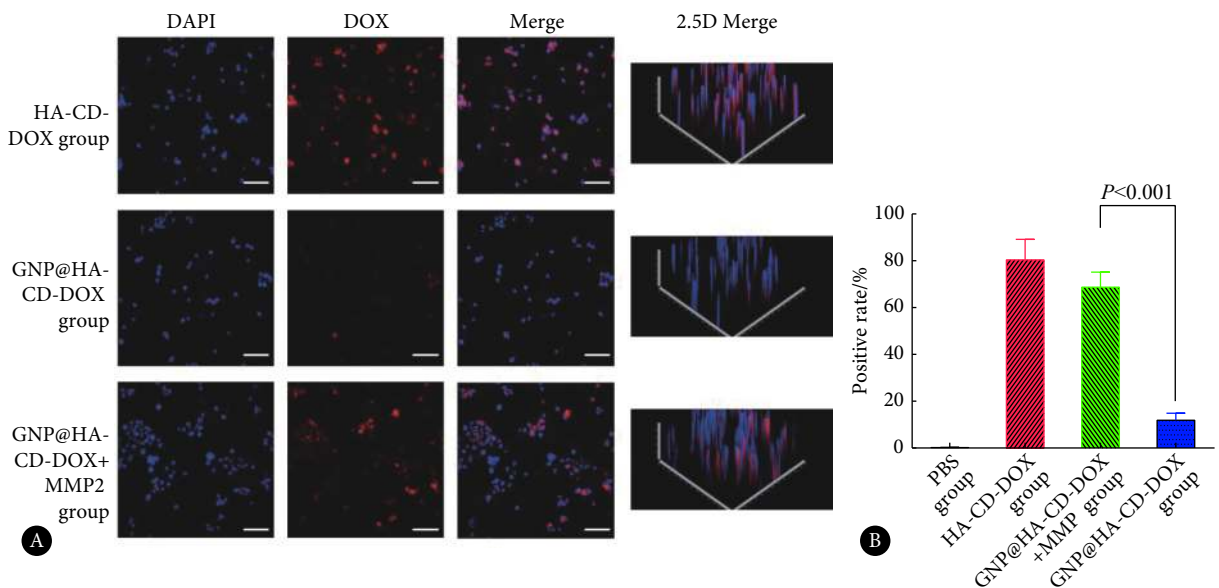 DAPI DOX Merge 2.5D Merge
HA-CD-
DOX group
GNP@HA-
CD-DOX
group
GNP@HA-
CD-DOX+
MMP2
group
A
P<0.001
Positive rate/%
100
80
60
40
20
0
PBS
group
HA-CD-DOX
group
GNP@HA-CD-DOX
+MMP group
GNP@HA-CD-DOX
group
B